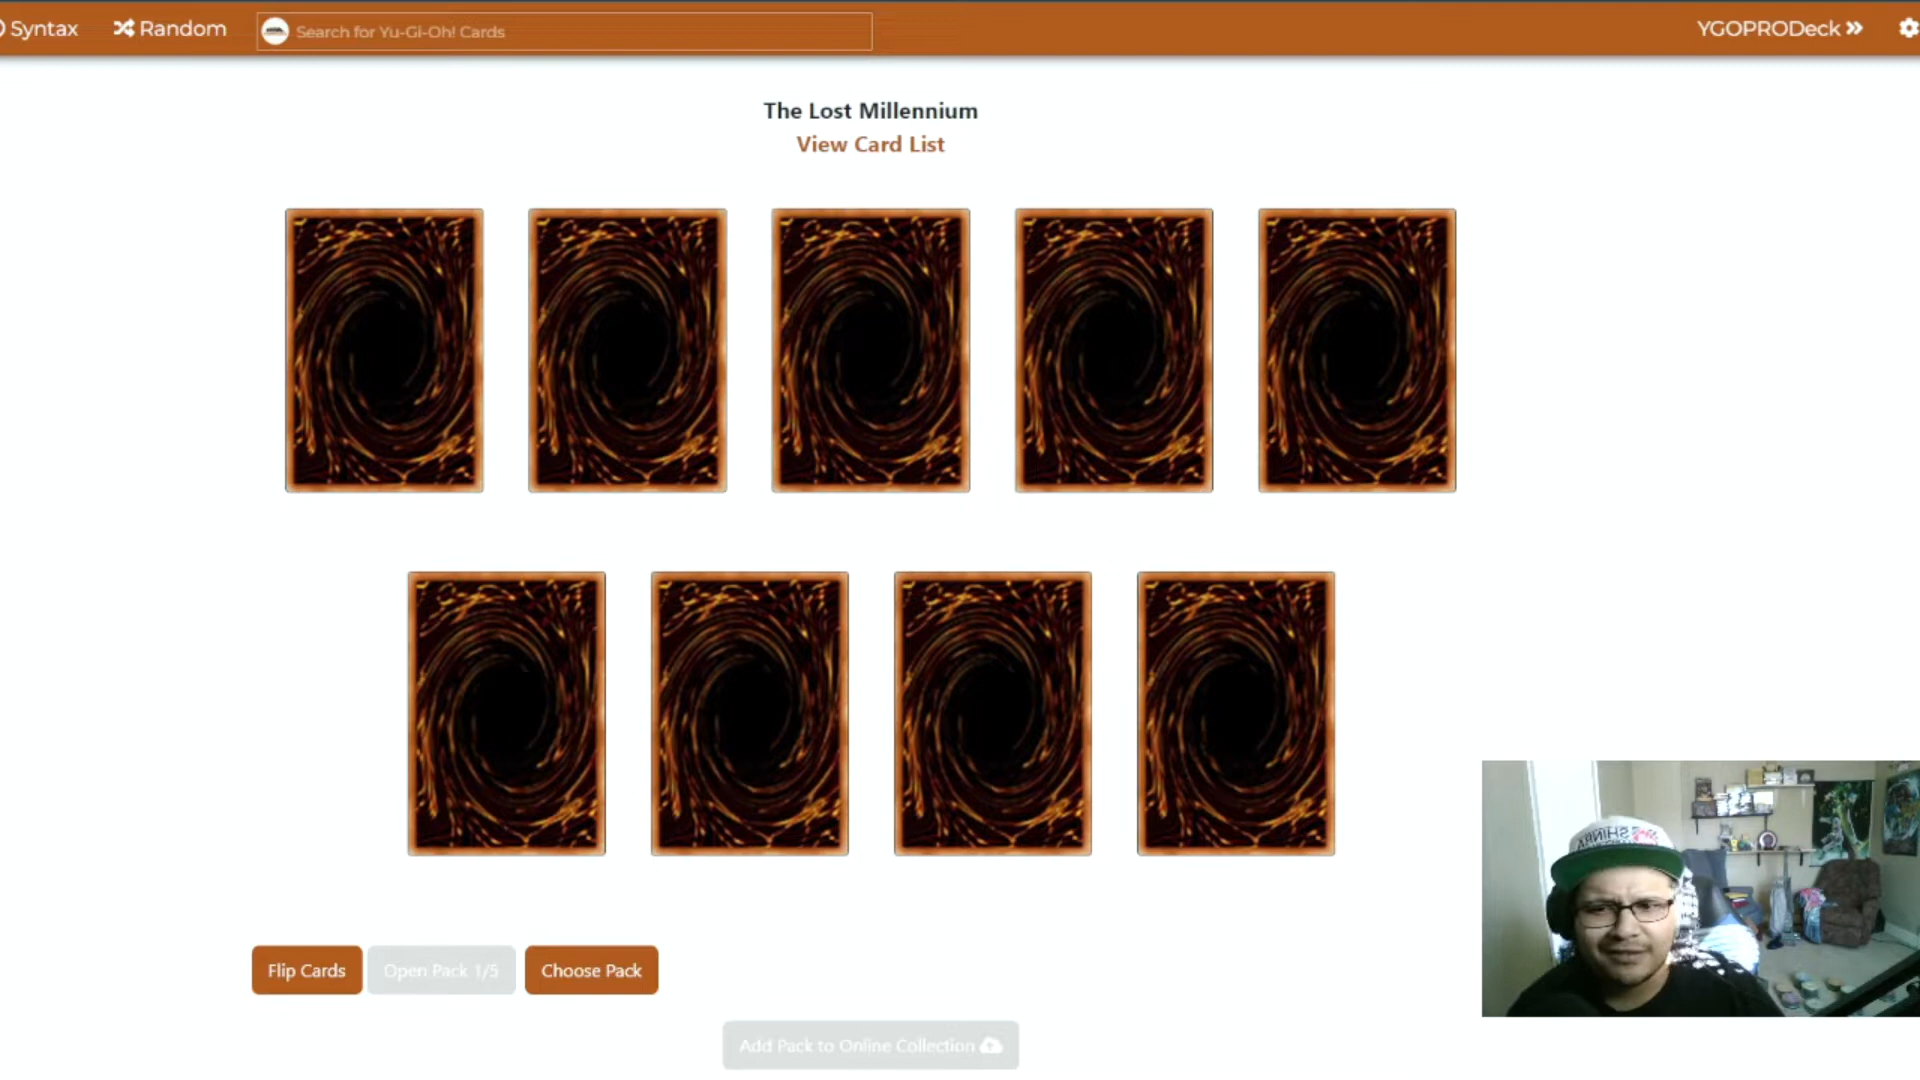 Syntax
Random
Search for Yu-Gi-Oh! Cards
YGOPRODeck
The Lost Millennium
View Card List
Flip Cards
Open Pack 1/5
Choose Pack
Add Pack to Online Collection